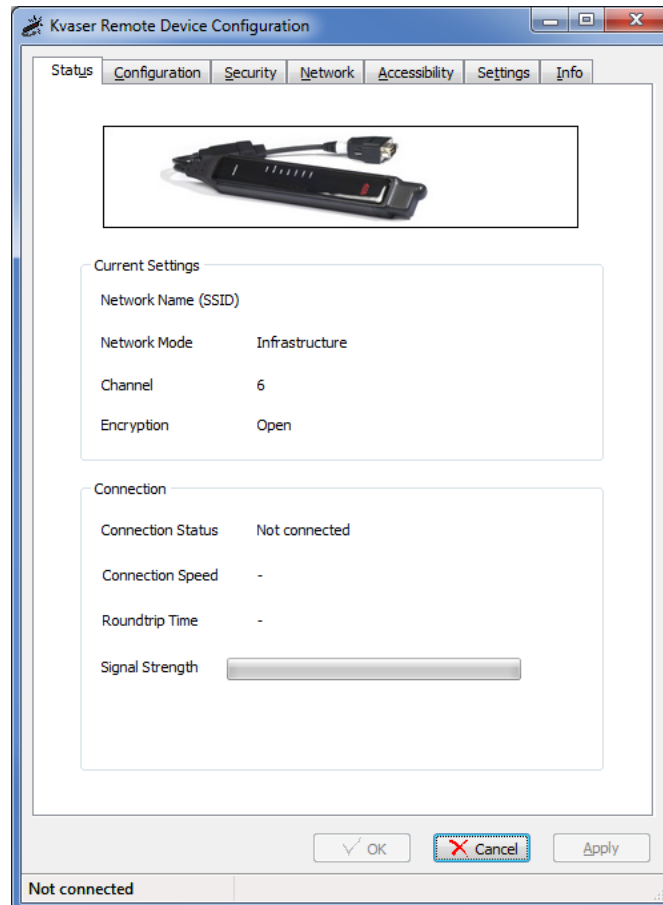 Kvaser Remote Device Configuration
Status Configuration Security Network Accessibility Settings Info
Current Settings
Network Name (SSID)
Network Mode Infrastructure
Channel 6
Encryption Open
Connection
Connection Status Not connected
Connection Speed -
Roundtrip Time -
Signal Strength
OK Cancel Apply
Not connected